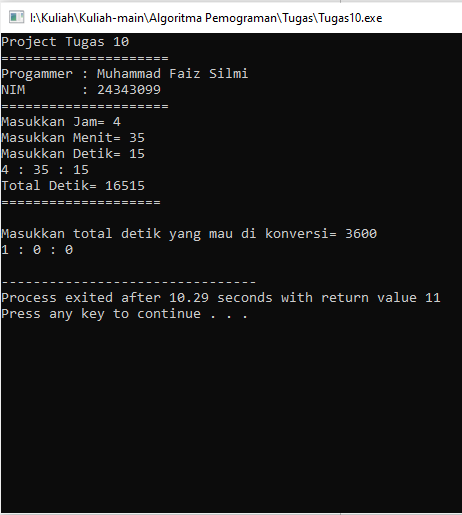 I:\Kuliah\Kuliah-main\Algoritma Pemograman\Tugas\Tugas10.exe
Project Tugas 10
=====================
Progammer : Muhammad Faiz Silmi
NIM       : 24343099
=====================
Masukkan Jam= 4
Masukkan Menit= 35
Masukkan Detik= 15
4 : 35 : 15
Total Detik= 16515
====================

Masukkan total detik yang mau di konversi= 3600
1 : 0 : 0

--------------------------------
Process exited after 10.29 seconds with return value 11
Press any key to continue . . .